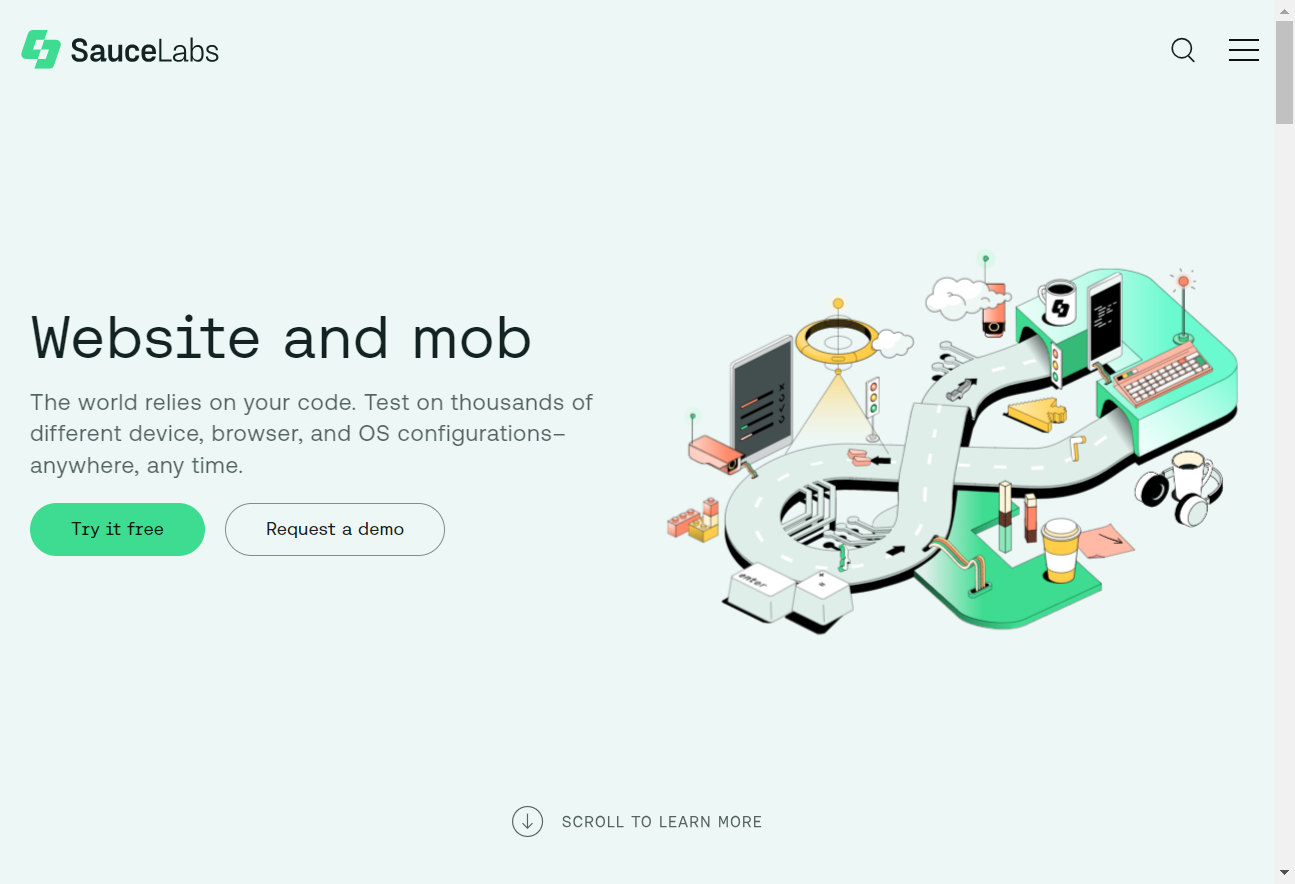 SauceLabs
Website and mob
The world relies on your code. Test on thousands of
different device, browser, and OS configurations–
anywhere, any time.
Try it free
Request a demo
enter
SCROLL TO LEARN MORE